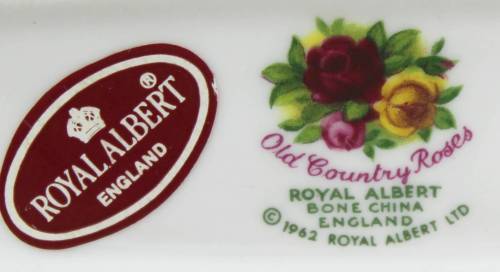 ROYAL ALBERT®
ENGLAND
Old Country Roses
ROYAL ALBERT
BONE CHINA
ENGLAND
© 1962 ROYAL ALBERT LTD